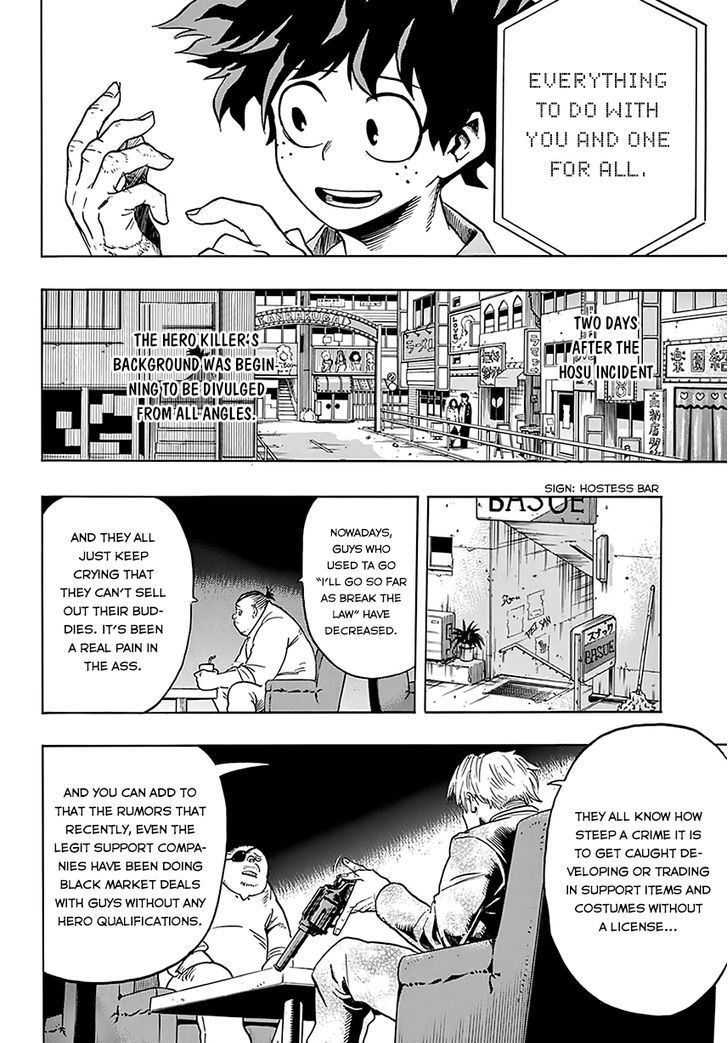 EVERYTHING
TO DO WITH
YOU AND ONE
FOR ALL.
TWO DAYS
AFTER THE
HOSU INCIDENT
THE HERO KILLER'S
BACKGROUND WAS BEGIN
NING TO BE DIVULGED
FROM ALL ANGLES.
SIGN: HOSTESS BAR
BASUE
スナック
BASUE
NOWADAYS,
GUYS WHO
USED TA GO
"I'LL GO SO FAR
AS BREAK THE
LAW" HAVE
DECREASED.
AND THEY ALL
JUST KEEP
CRYING THAT
THEY CAN'T SELL
OUT THEIR BUD-
DIES. IT'S BEEN
A REAL PAIN IN
THE ASS.
THEY ALL KNOW HOW
STEEP A CRIME IT IS
TO GET CAUGHT DE-
VELOPING OR TRADING
IN SUPPORT ITEMS AND
COSTUMES WITHOUT
A LICENSE...
AND YOU CAN ADD TO
THAT THE RUMORS THAT
RECENTLY, EVEN THE
LEGIT SUPPORT COMPA-
NIES HAVE BEEN DOING
BLACK MARKET DEALS
WITH GUYS WITHOUT ANY
HERO QUALIFICATIONS.